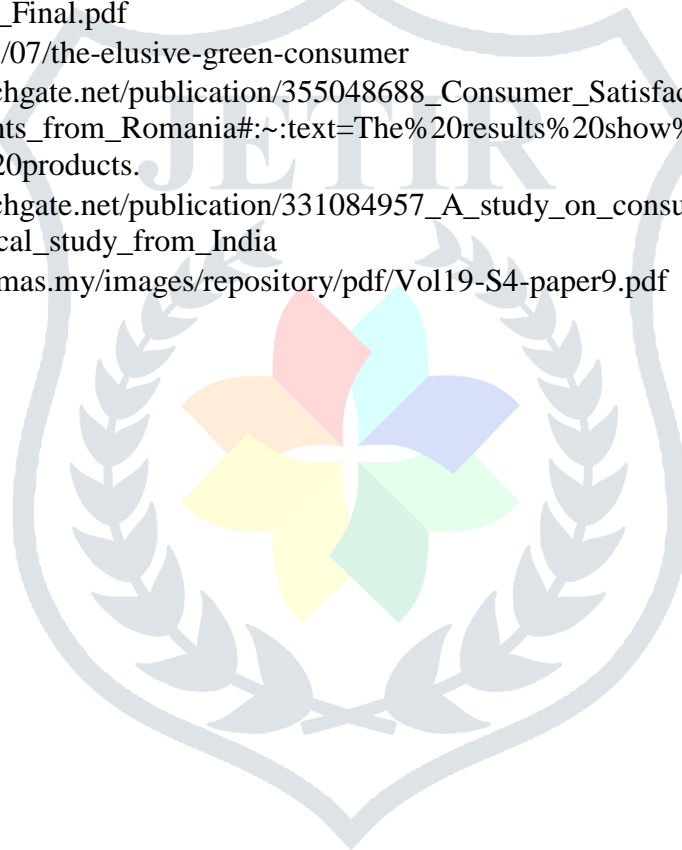 _Final.pdf
/07/the-elusive-green-consumer
chgate.net/publication/355048688_Consumer_Satisfac
nts_from_Romania#:~:text=The%20results%20show%
20products.
chgate.net/publication/331084957_A_study_on_consu
cal_study_from_India
mas.my/images/repository/pdf/Vol19-S4-paper9.pdf
JETIR